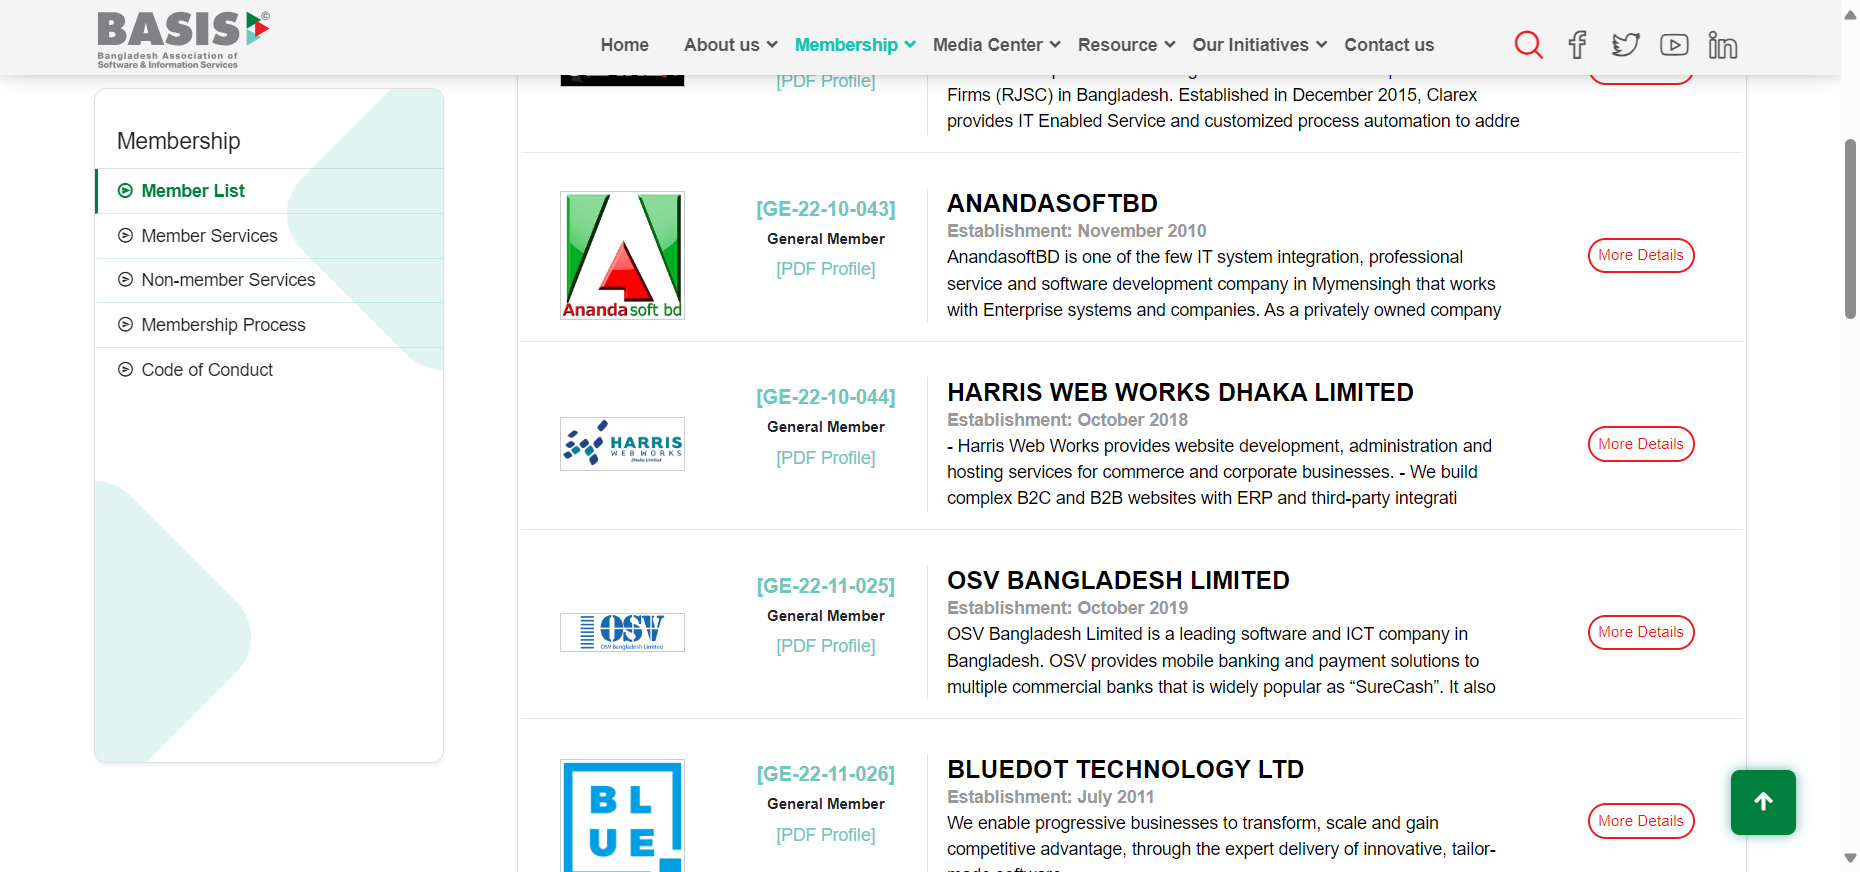 BASIS
Bangladesh Association of
Software & Information Services
Home
About us
Membership
Media Center
Resource
Our Initiatives
Contact us
Membership
Member List
Member Services
Non-member Services
Membership Process
Code of Conduct
[PDF Profile]
Firms (RJSC) in Bangladesh. Established in December 2015, Clarex
provides IT Enabled Service and customized process automation to addre
Ananda soft bd
[GE-22-10-043]
General Member
[PDF Profile]
ANANDASOFTBD
Establishment: November 2010
AnandasoftBD is one of the few IT system integration, professional
service and software development company in Mymensingh that works
with Enterprise systems and companies. As a privately owned company
More Details
HARRIS
WEB WORKS
Dhaka Limited
[GE-22-10-044]
General Member
[PDF Profile]
HARRIS WEB WORKS DHAKA LIMITED
Establishment: October 2018
- Harris Web Works provides website development, administration and
hosting services for commerce and corporate businesses. - We build
complex B2C and B2B websites with ERP and third-party integrati
More Details
OSV
OSV Bangladesh Limited
[GE-22-11-025]
General Member
[PDF Profile]
OSV BANGLADESH LIMITED
Establishment: October 2019
OSV Bangladesh Limited is a leading software and ICT company in
Bangladesh. OSV provides mobile banking and payment solutions to
multiple commercial banks that is widely popular as “SureCash”. It also
More Details
BL
UE
[GE-22-11-026]
General Member
[PDF Profile]
BLUEDOT TECHNOLOGY LTD
Establishment: July 2011
We enable progressive businesses to transform, scale and gain
competitive advantage, through the expert delivery of innovative, tailor-
made software
More Details